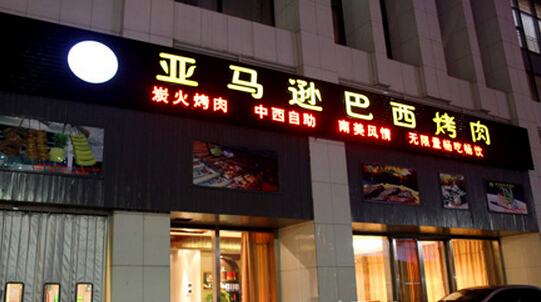 亚马逊巴西烤肉
炭火烤肉 中西自助 南美风情 无限量畅吃畅饮